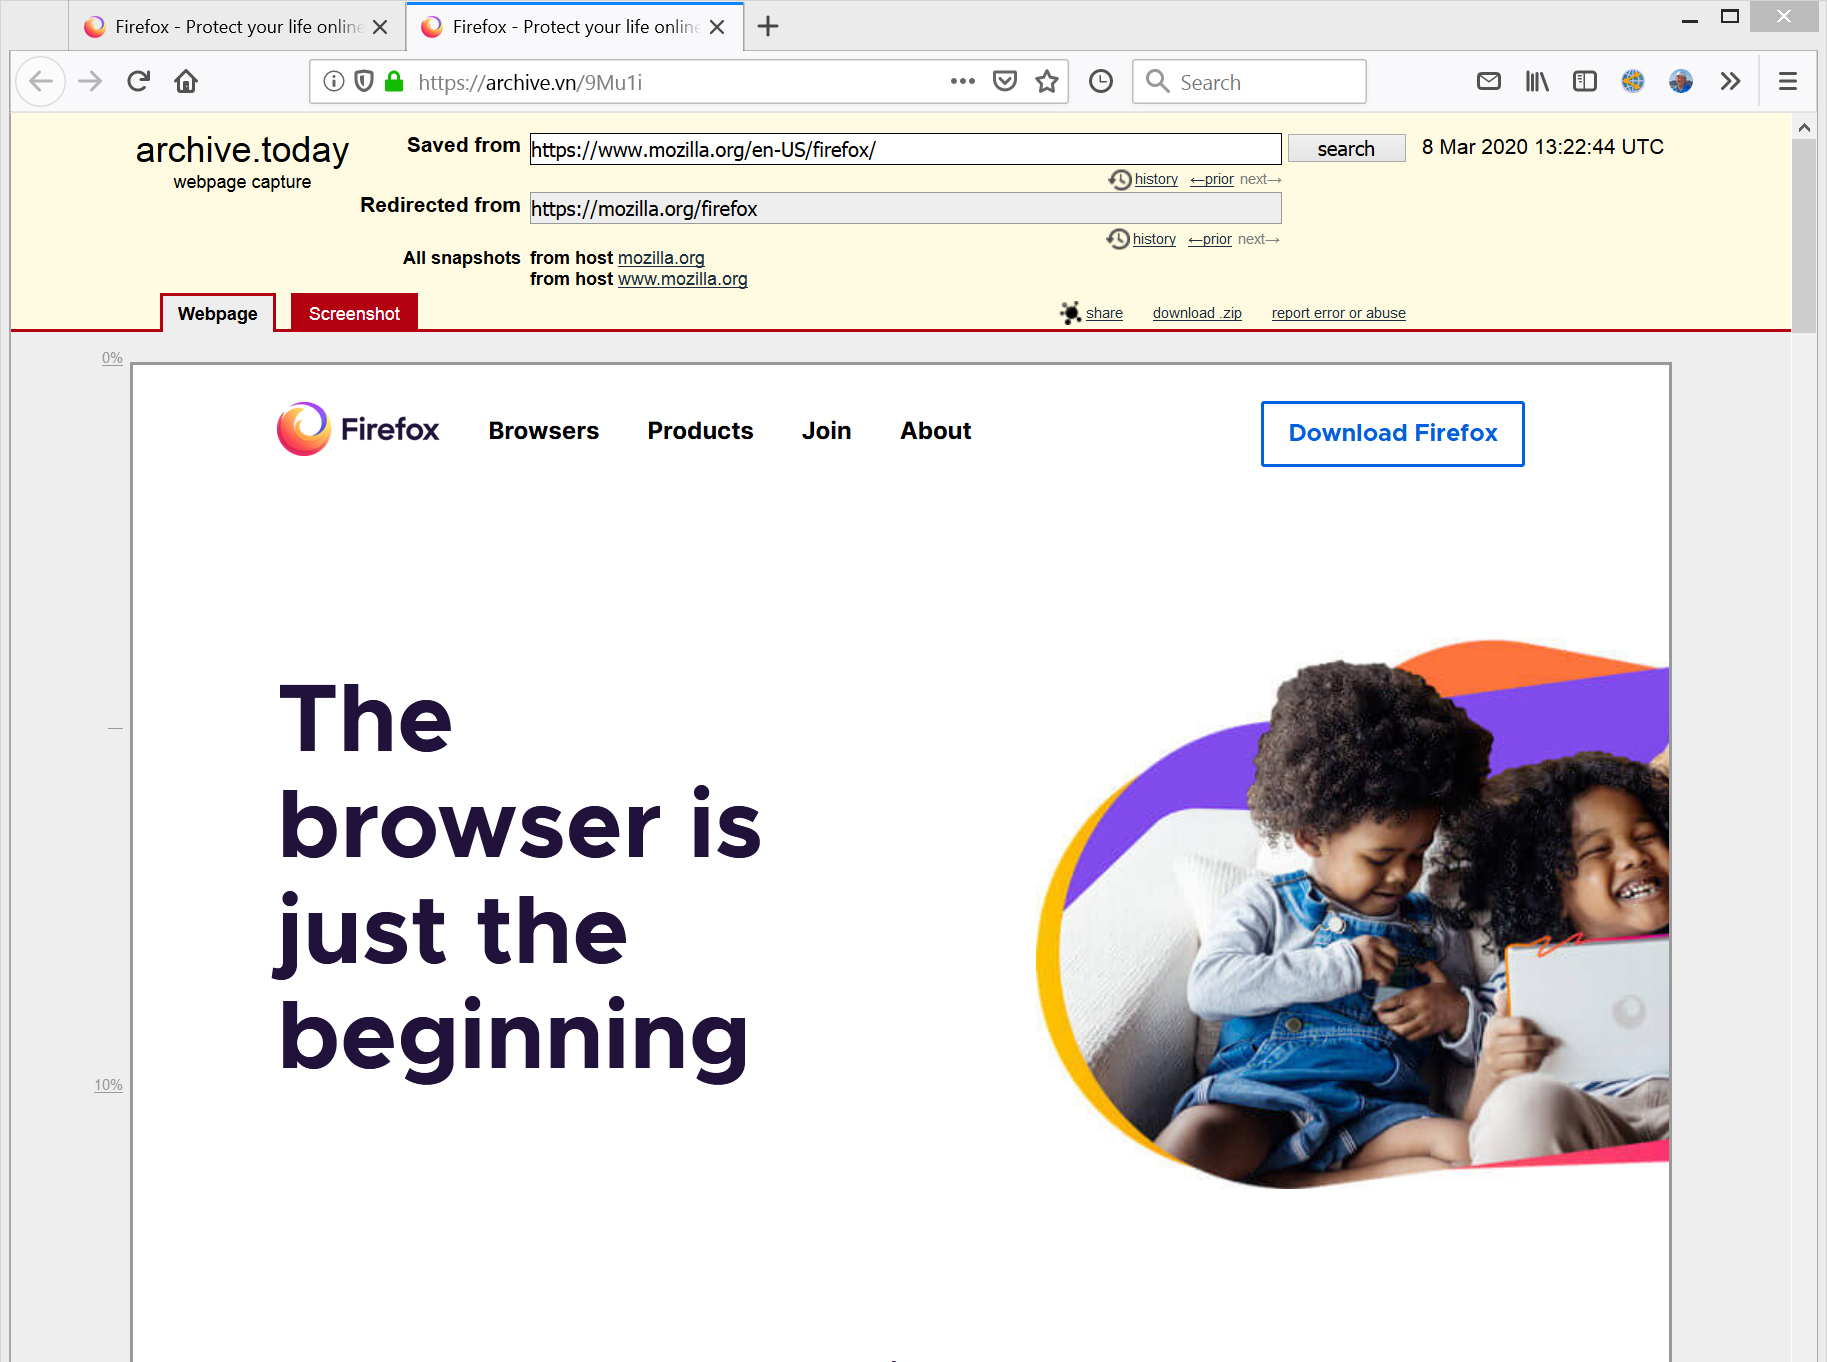 Firefox - Protect your life online
Firefox - Protect your life online
https://archive.vn/9Mu1i
Search
archive.today
webpage capture
Saved from
https://www.mozilla.org/en-US/firefox/
search
8 Mar 2020 13:22:44 UTC
history ←prior next→
Redirected from
https://mozilla.org/firefox
history ←prior next→
All snapshots from host mozilla.org
from host www.mozilla.org
Webpage
Screenshot
share
download .zip
report error or abuse
0%
Firefox
Browsers
Products
Join
About
Download Firefox
The
browser is
just the
beginning
10%